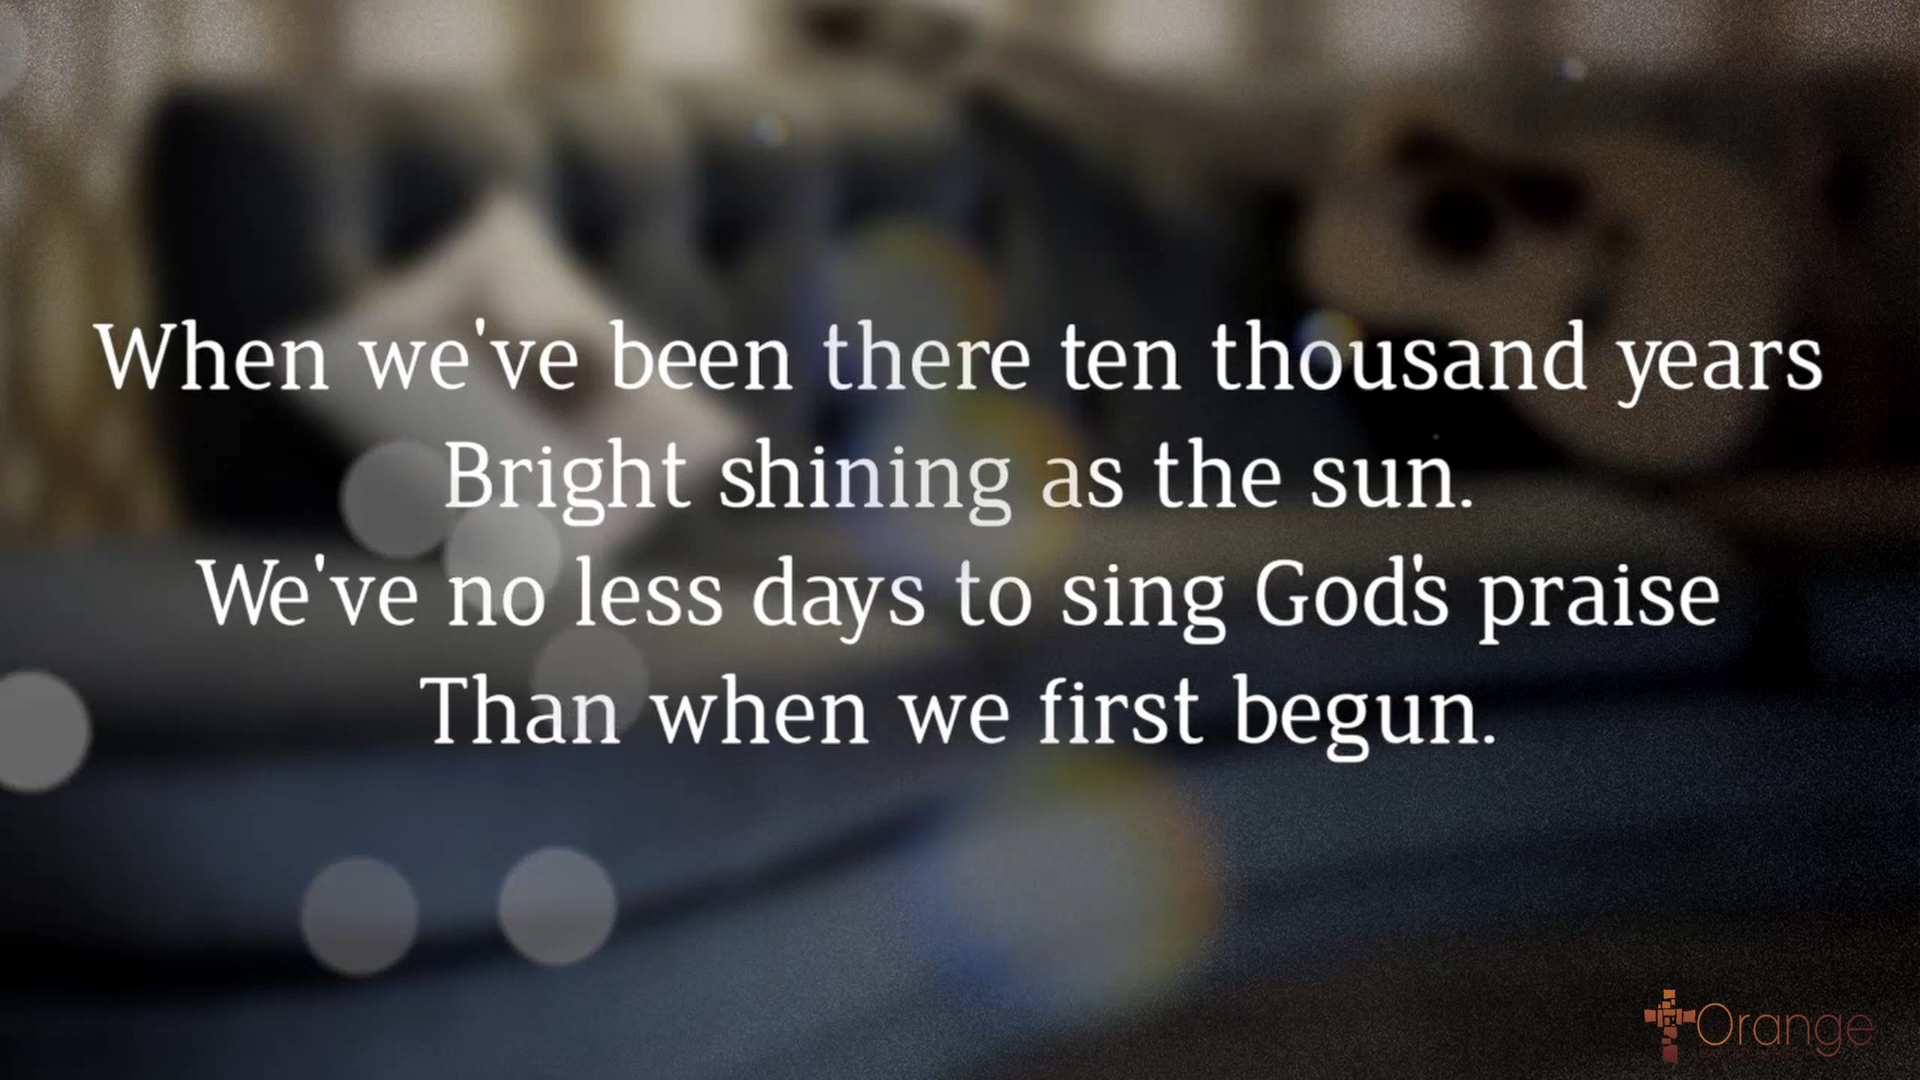 When we've been there ten thousand years
Bright shining as the sun.
We've no less days to sing God's praise
Than when we first begun.
Orange